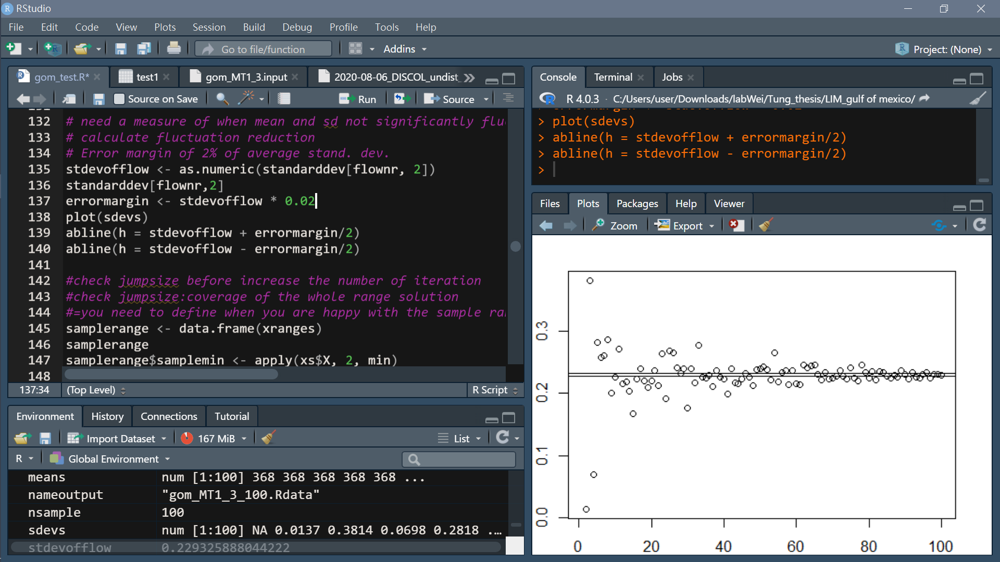 RStudio
File Edit Code View Plots Session Build Debug Profile Tools Help
Go to file/function Addins Project: (None)
gom_test.R* test1 gom_MT1_3.input 2020-08-06_DISCOL_undist
Source on Save Run Source
132 # need a measure of when mean and sd not significantly
133 # calculate fluctuation reduction
134 # Error margin of 2% of average stand. dev.
135 stdevofflow <- as.numeric(standarddev[flownr, 2])
136 standarddev[flownr,2]
137 errormargin <- stdevofflow * 0.02
138 plot(sdevs)
139 abline(h = stdevofflow + errormargin/2)
140 abline(h = stdevofflow - errormargin/2)
141
142 #check jumpsize before increase the number of iteration
143 #check jumpsize:coverage of the whole range solution
144 #=you need to define when you are happy with the sample
145 samplerange <- data.frame(xranges)
146 samplerange
147 samplerange$samplemin <- apply(xs$X, 2, min)
148
137:34 (Top Level) R Script
Environment History Connections Tutorial
Import Dataset 167 MiB List
R Global Environment
means num [1:100] 368 368 368 368 368 ...
nameoutput "gom_MT1_3_100.Rdata"
nsample 100
sdevs num [1:100] NA 0.0137 0.3814 0.0698 0.2818 ...
stdevofflow 0.229325888044222
Console Terminal Jobs
R 4.0.3 · C:/Users/user/Downloads/labWei/Tung_thesis/LIM_gulf of mexico/
> plot(sdevs)
> abline(h = stdevofflow + errormargin/2)
> abline(h = stdevofflow - errormargin/2)
>
Files Plots Packages Help Viewer
Zoom Export
0.3
0.2
0.1
0.0
0 20 40 60 80 100